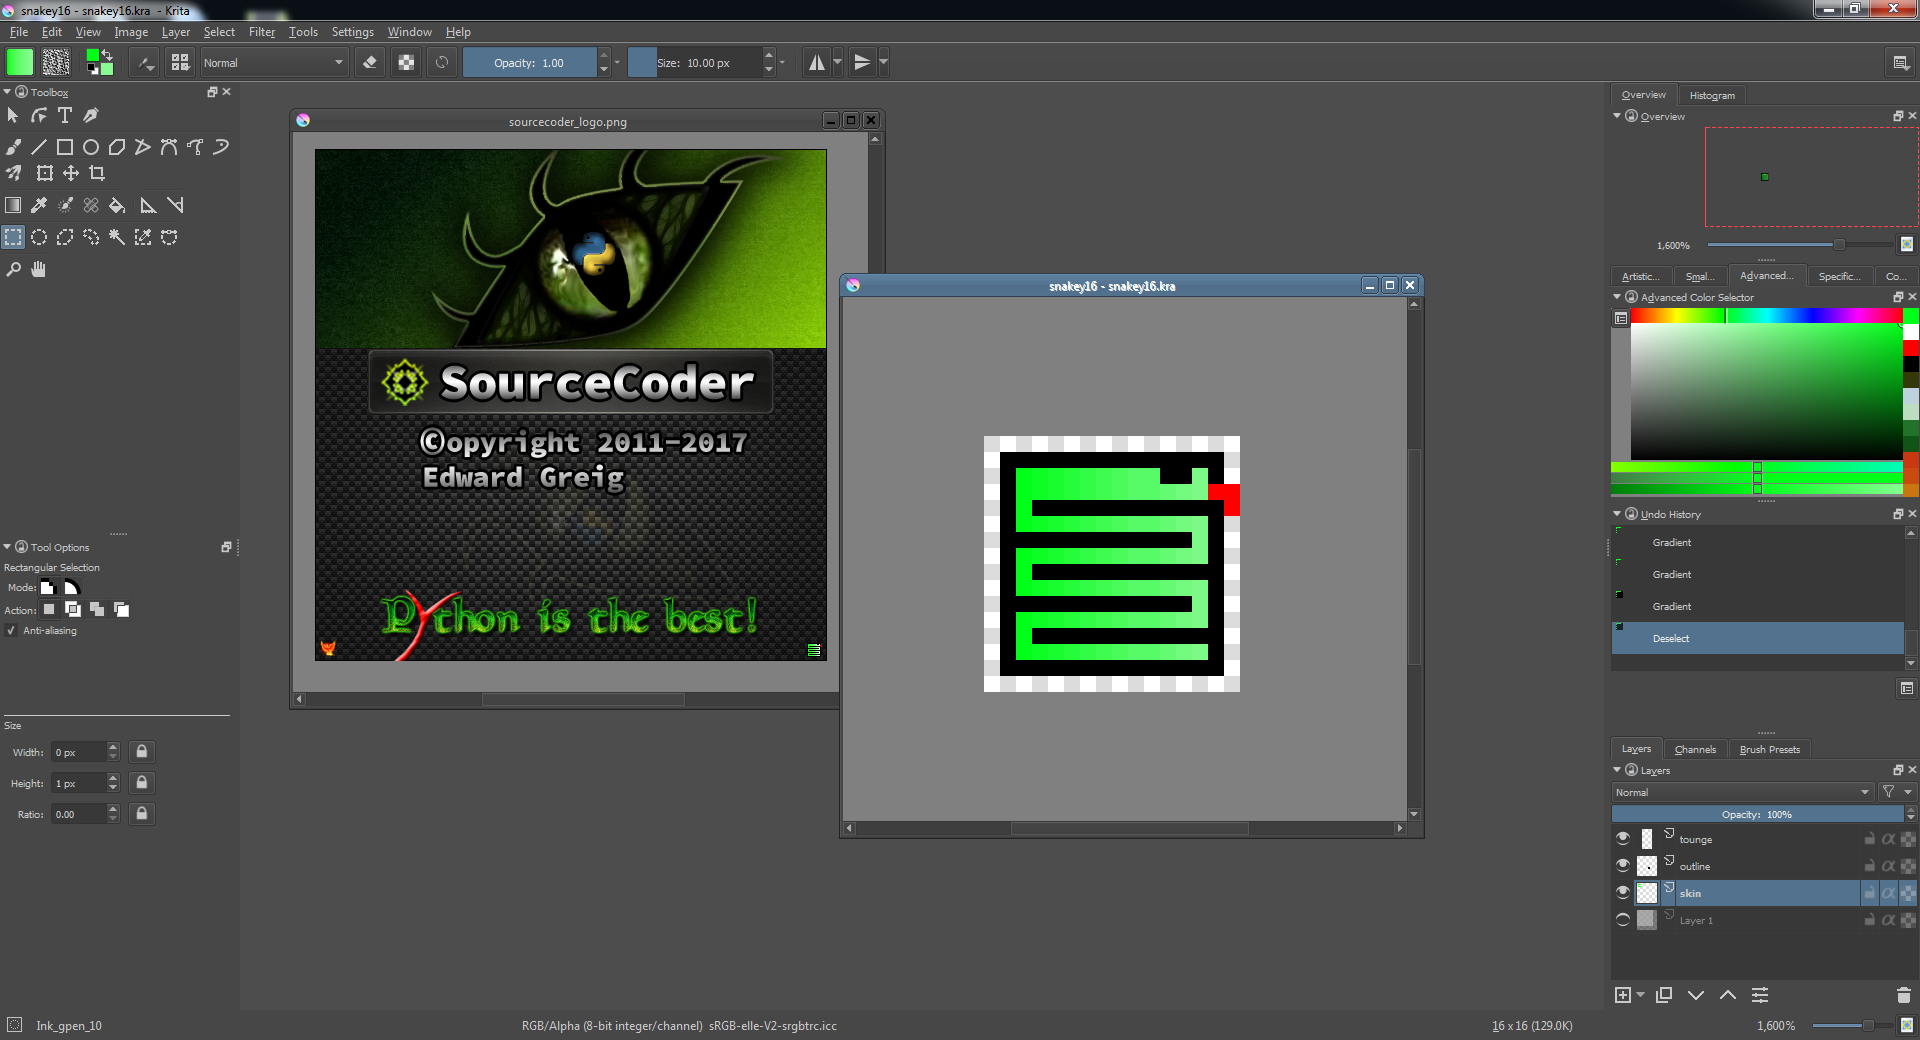 snakey16 - snakey16.kra - Krita
File Edit View Image Layer Select Filter Tools Settings Window Help
Normal
Opacity: 1.00
Size: 10.00 px
Toolbox
Tool Options
Rectangular Selection
Mode:
Action:
Anti-aliasing
Size
Width: 0 px
Height: 1 px
Ratio: 0.00
sourcecoder_logo.png
SourceCoder
©opyright 2011-2017
Edward Greig
Python is the best!
snakey16 - snakey16.kra
Overview Histogram
Overview
1,600%
Artistic... Smal... Advanced... Specific... Co...
Advanced Color Selector
Undo History
Gradient
Gradient
Gradient
Deselect
Layers Channels Brush Presets
Layers
Normal
Opacity: 100%
tounge
outline
skin
Layer 1
Ink_gpen_10
RGB/Alpha (8-bit integer/channel) sRGB-elle-V2-srgbtrc.icc
16 x 16 (129.0K)
1,600%